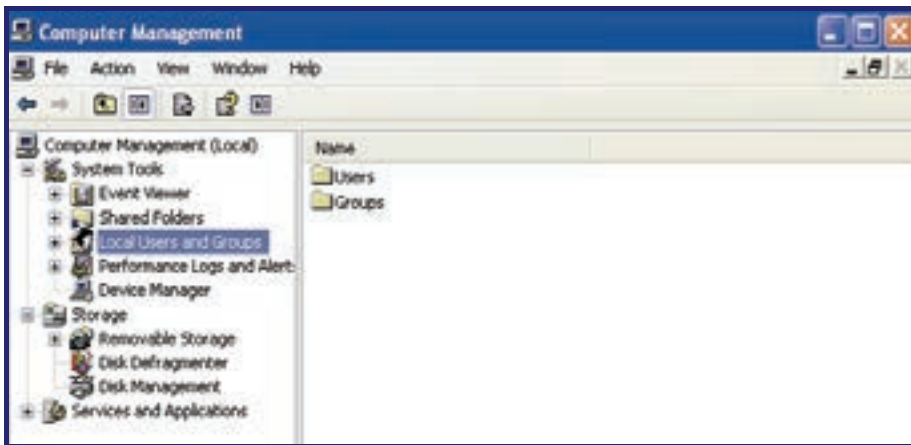 Computer Management
File Action View Window Help
Computer Management (Local)
System Tools
Event Viewer
Shared Folders
Local Users and Groups
Performance Logs and Alert
Device Manager
Storage
Removable Storage
Disk Defragmenter
Disk Management
Services and Applications
Name
Users
Groups